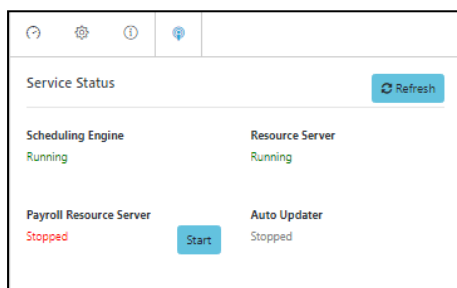 Service Status
Refresh
Scheduling Engine
Resource Server
Running
Running
Payroll Resource Server
Auto Updater
Stopped
Start
Stopped